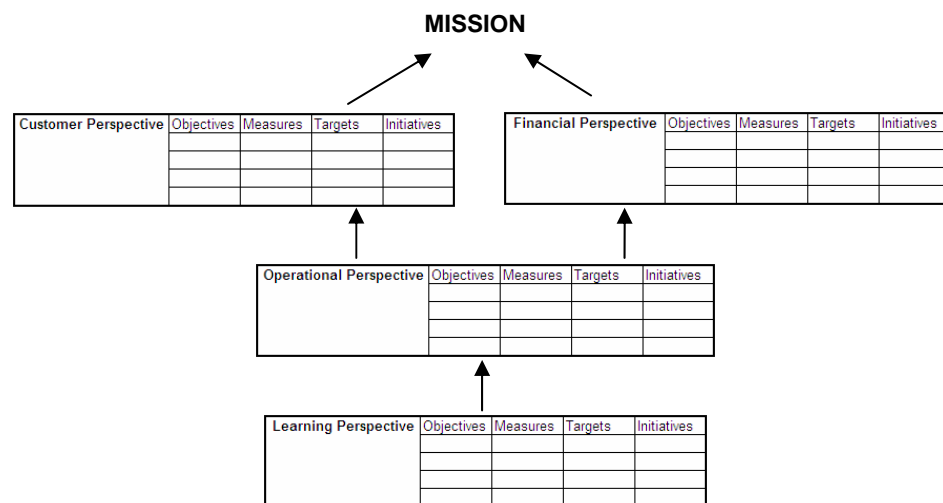 MISSION
Customer Perspective Objectives Measures Targets Initiatives
Financial Perspective Objectives Measures Targets Initiatives
Operational Perspective Objectives Measures Targets Initiatives
Learning Perspective Objectives Measures Targets Initiatives